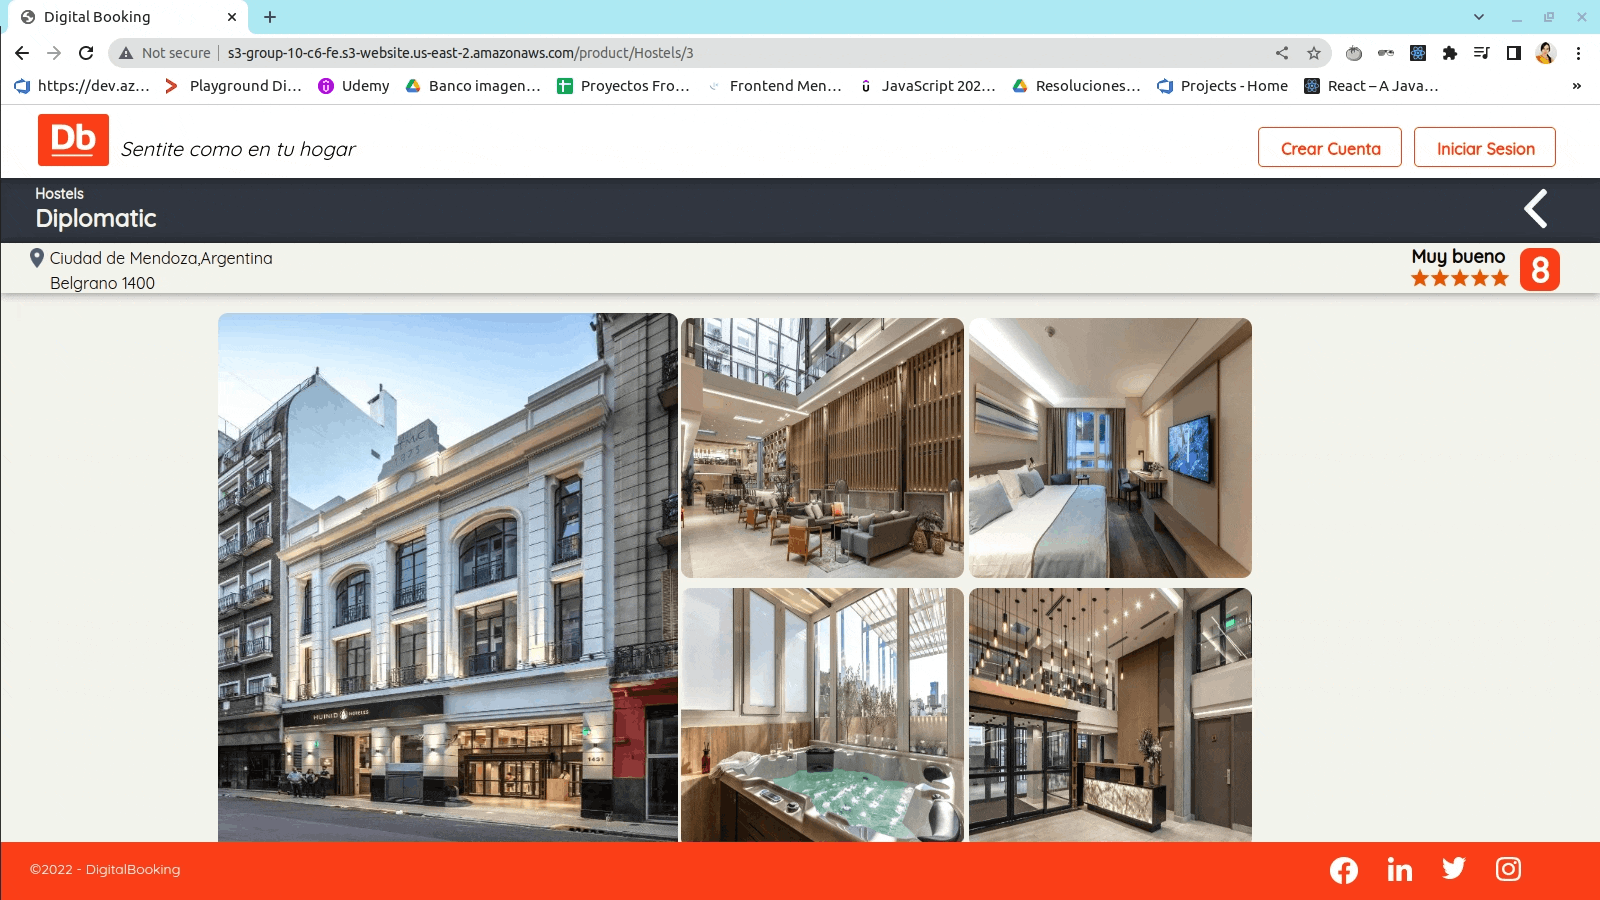 Digital Booking
Not secure
s3-group-10-c6-fe.s3-website.us-east-2.amazonaws.com/product/Hostels/3
https://dev.az... Playground Di... Udemy Banco imagen... Proyectos Fro... Frontend Men... JavaScript 202... Resoluciones... Projects - Home React – A Java... »
Db
Sentite como en tu hogar
Crear Cuenta
Iniciar Sesion
Hostels
Diplomatic
Ciudad de Mendoza,Argentina
Belgrano 1400
Muy bueno
8
HUINID HOTELES
1431
©2022 - DigitalBooking